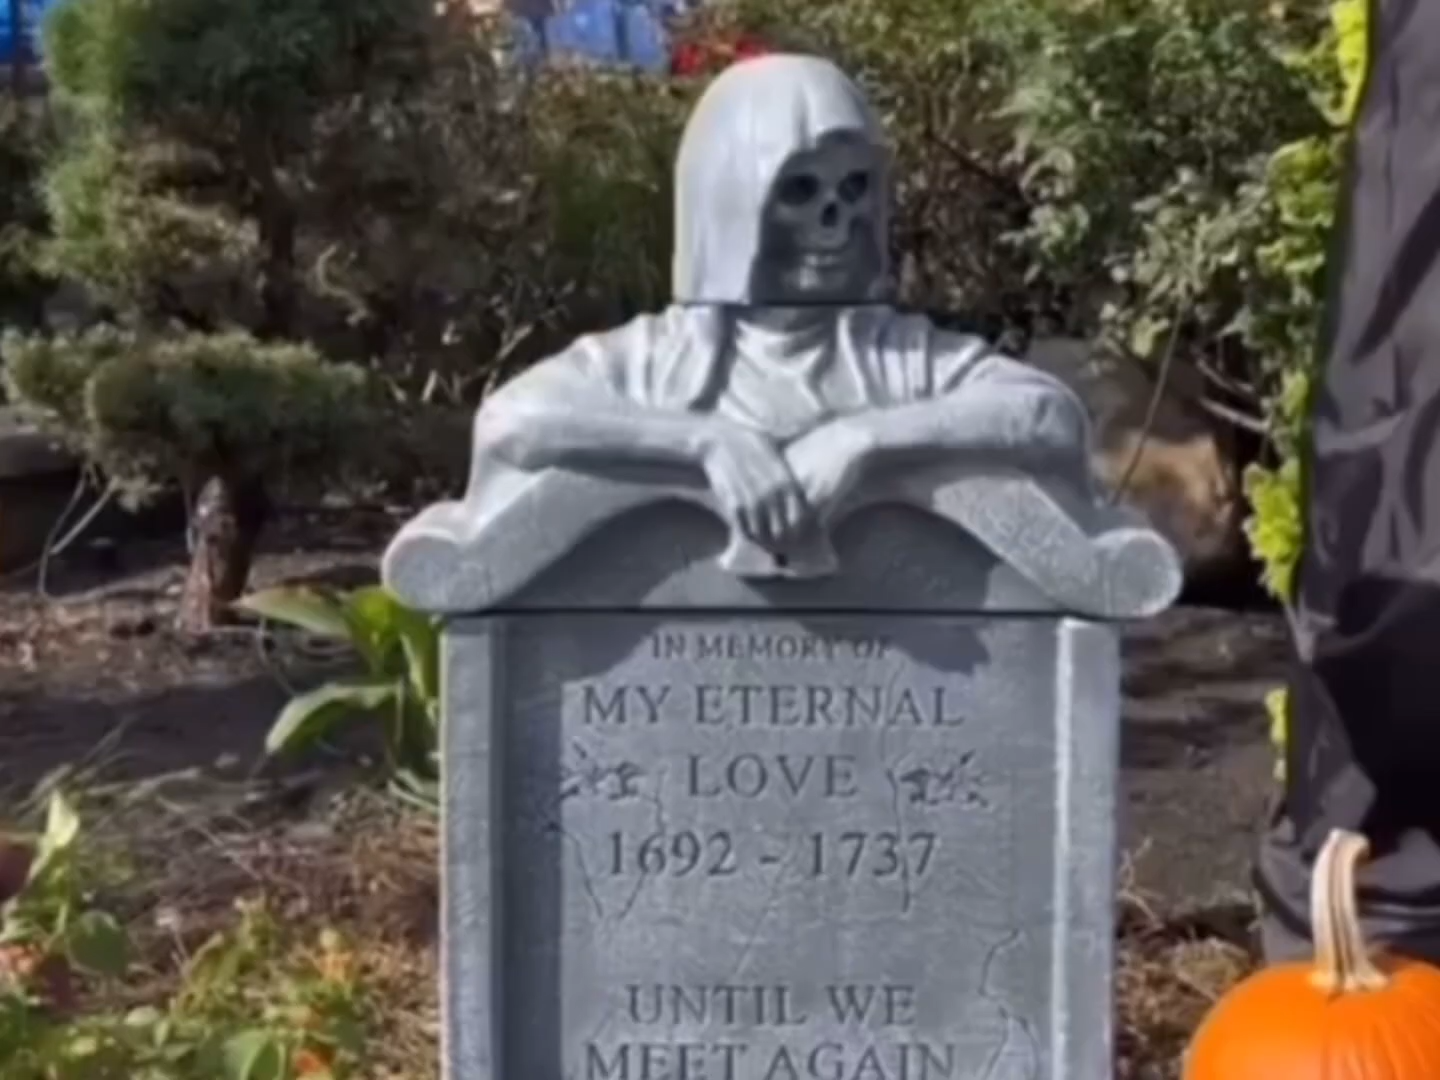 IN MEMORY OF
MY ETERNAL
LOVE
1692 - 1737
UNTIL WE
MEET AGAIN